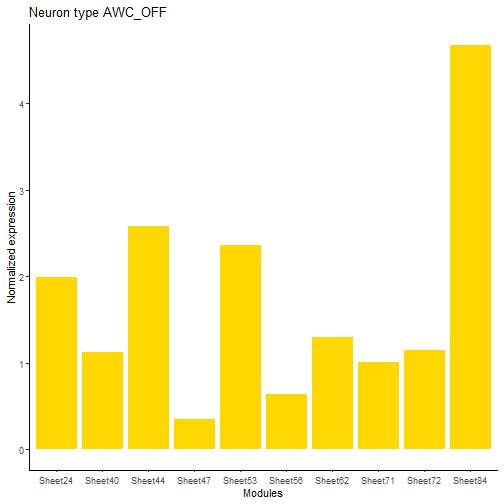 Neuron type AWC_OFF
Normalized expression
4
3
2
1
0
Sheet24 Sheet40 Sheet44 Sheet47 Sheet53 Sheet56 Sheet62 Sheet71 Sheet72 Sheet84
Modules